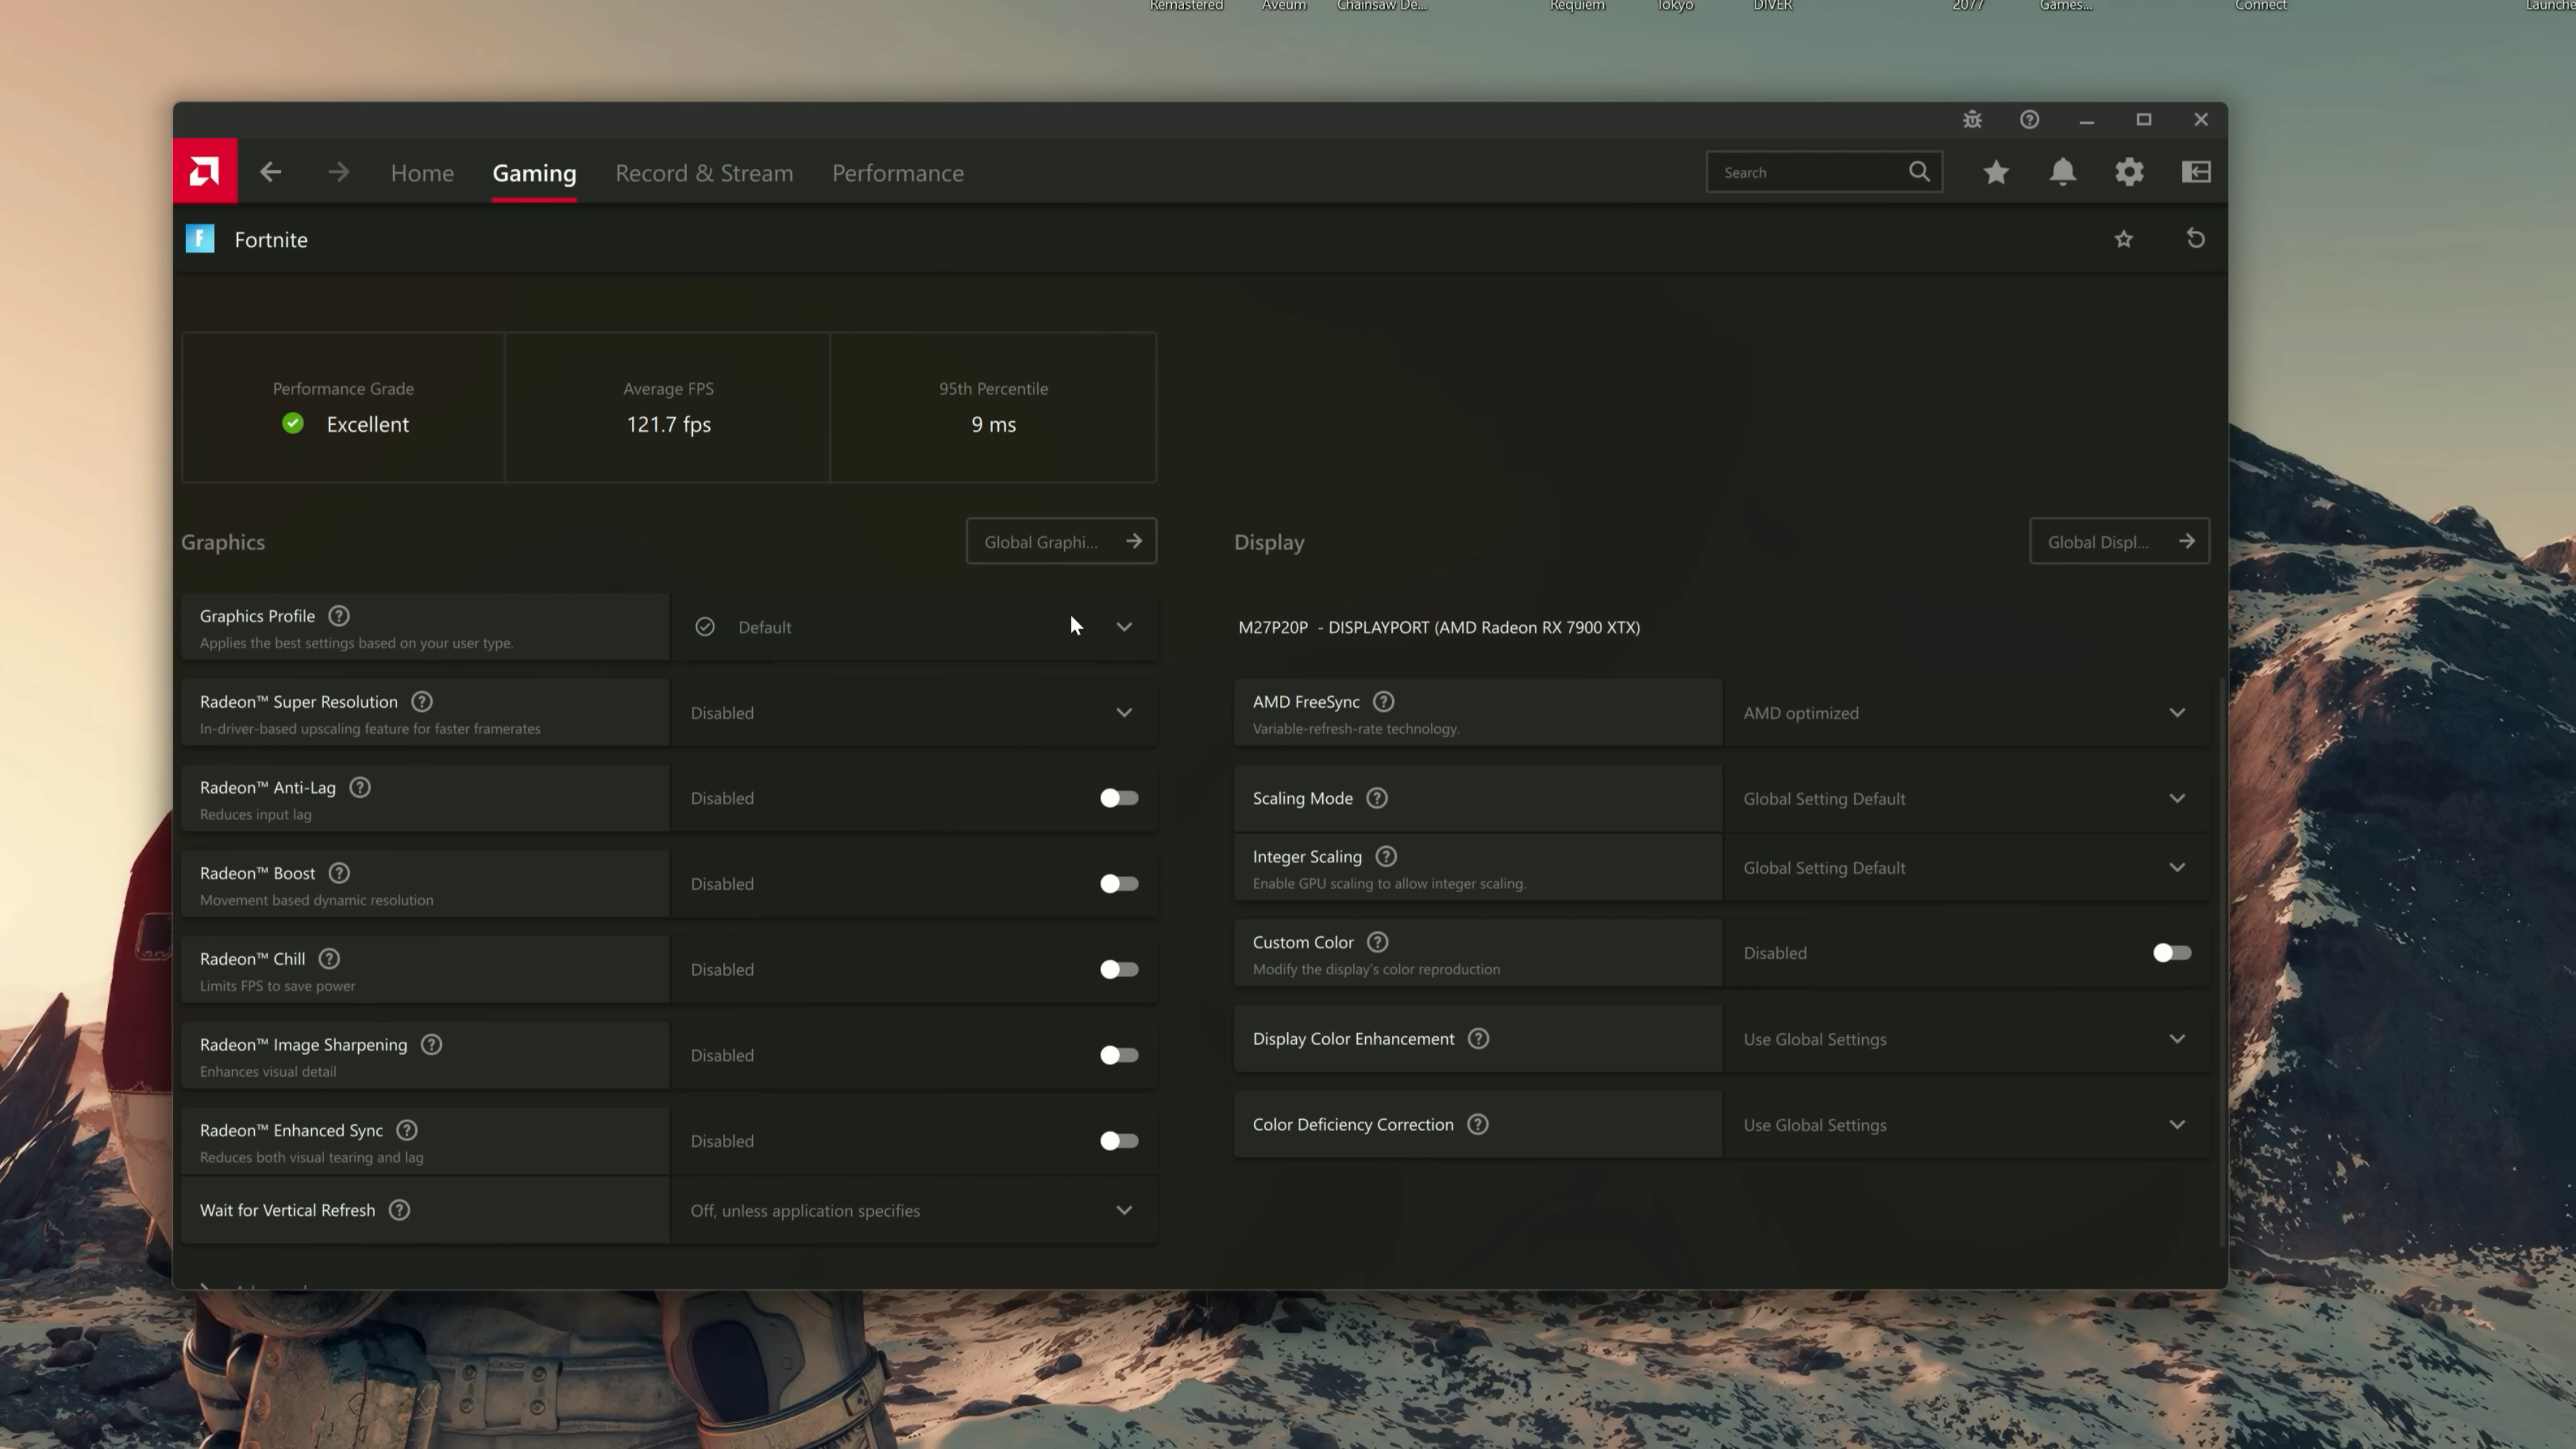 Remastered Aveum Chainsaw De... Requiem Tokyo DIVER 2077 Games... Connect Launche
Home Gaming Record & Stream Performance Search
F Fortnite
Performance Grade Average FPS 95th Percentile
Excellent 121.7 fps 9 ms
Graphics Global Graphi... Display Global Displ...
Graphics Profile ?
Applies the best settings based on your user type.
Default
M27P20P - DISPLAYPORT (AMD Radeon RX 7900 XTX)
Radeon™ Super Resolution ?
In-driver-based upscaling feature for faster framerates
Disabled
AMD FreeSync ?
Variable-refresh-rate technology.
AMD optimized
Radeon™ Anti-Lag ?
Reduces input lag
Disabled
Scaling Mode ?
Global Setting Default
Radeon™ Boost ?
Movement based dynamic resolution
Disabled
Integer Scaling ?
Enable GPU scaling to allow integer scaling.
Global Setting Default
Radeon™ Chill ?
Limits FPS to save power
Disabled
Custom Color ?
Modify the display's color reproduction
Disabled
Radeon™ Image Sharpening ?
Enhances visual detail
Disabled
Display Color Enhancement ?
Use Global Settings
Radeon™ Enhanced Sync ?
Reduces both visual tearing and lag
Disabled
Color Deficiency Correction ?
Use Global Settings
Wait for Vertical Refresh ?
Off, unless application specifies